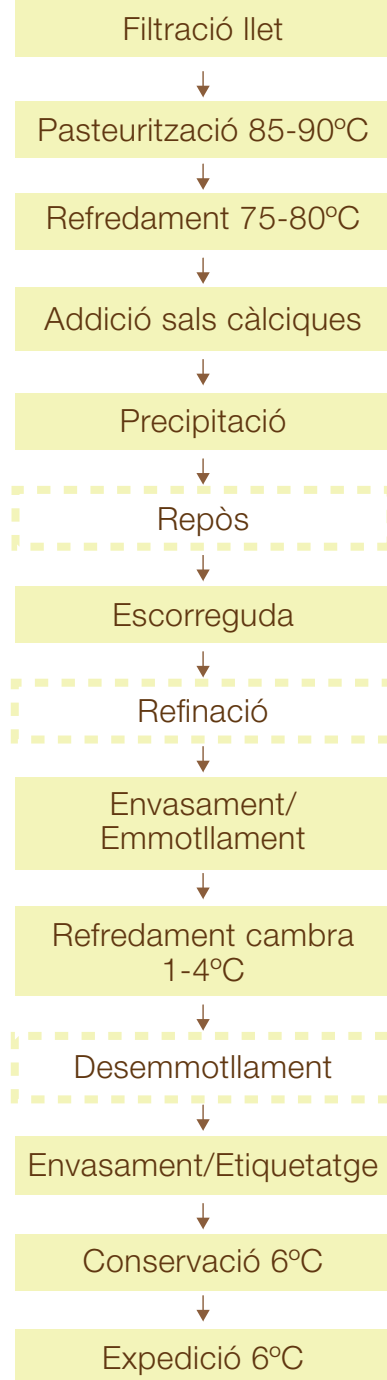 Filtració llet
Pasteurització 85-90ºC
Refredament 75-80ºC
Addició sals càlciques
Precipitació
Repòs
Escorreguda
Refinació
Envasament/
Emmotllament
Refredament cambra
1-4ºC
Desemmotllament
Envasament/Etiquetatge
Conservació 6ºC
Expedició 6ºC